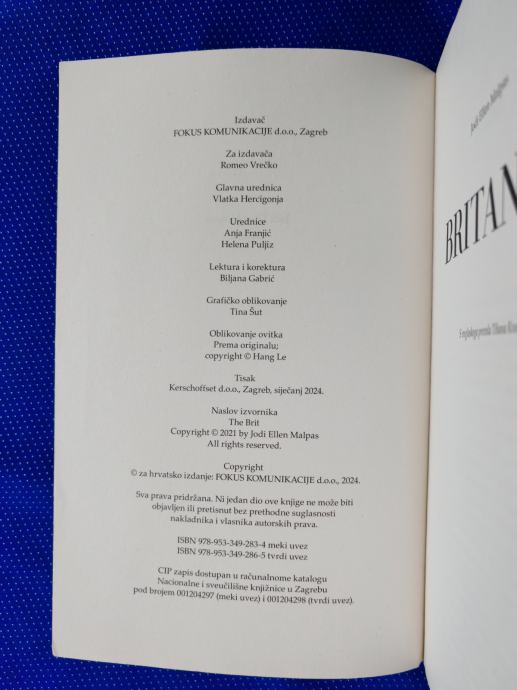 Izdavač
FOKUS KOMUNIKACIJE d.o.o., Zagreb
Za izdavača
Romeo Vrečko
Glavna urednica
Vlatka Hercigonja
Urednice
Anja Franjić
Helena Puljiz
Lektura i korektura
Biljana Gabrić
Grafičko oblikovanje
Tina Šut
Oblikovanje ovitka
Prema originalu;
copyright © Hang Le
Tisak
Kerschoffset d.o.o., Zagreb, siječanj 2024.
Naslov izvornika
The Brit
Copyright © 2021 by Jodi Ellen Malpas
All rights reserved.
Copyright
© za hrvatsko izdanje: FOKUS KOMUNIKACIJE d.o.o., 2024.
Sva prava pridržana. Ni jedan dio ove knjige ne može biti
objavljen ili pretisnut bez prethodne suglasnosti
nakladnika i vlasnika autorskih prava.
ISBN 978-953-349-283-4 meki uvez
ISBN 978-953-349-286-5 tvrdi uvez
CIP zapis dostupan u računalnome katalogu
Nacionalne i sveučilišne knjižnice u Zagrebu
pod brojem 001204297 (meki uvez) i 001204298 (tvrdi uvez).
Jodi Ellen Malpas
BRITAN
S engleskoga prevela Tihana